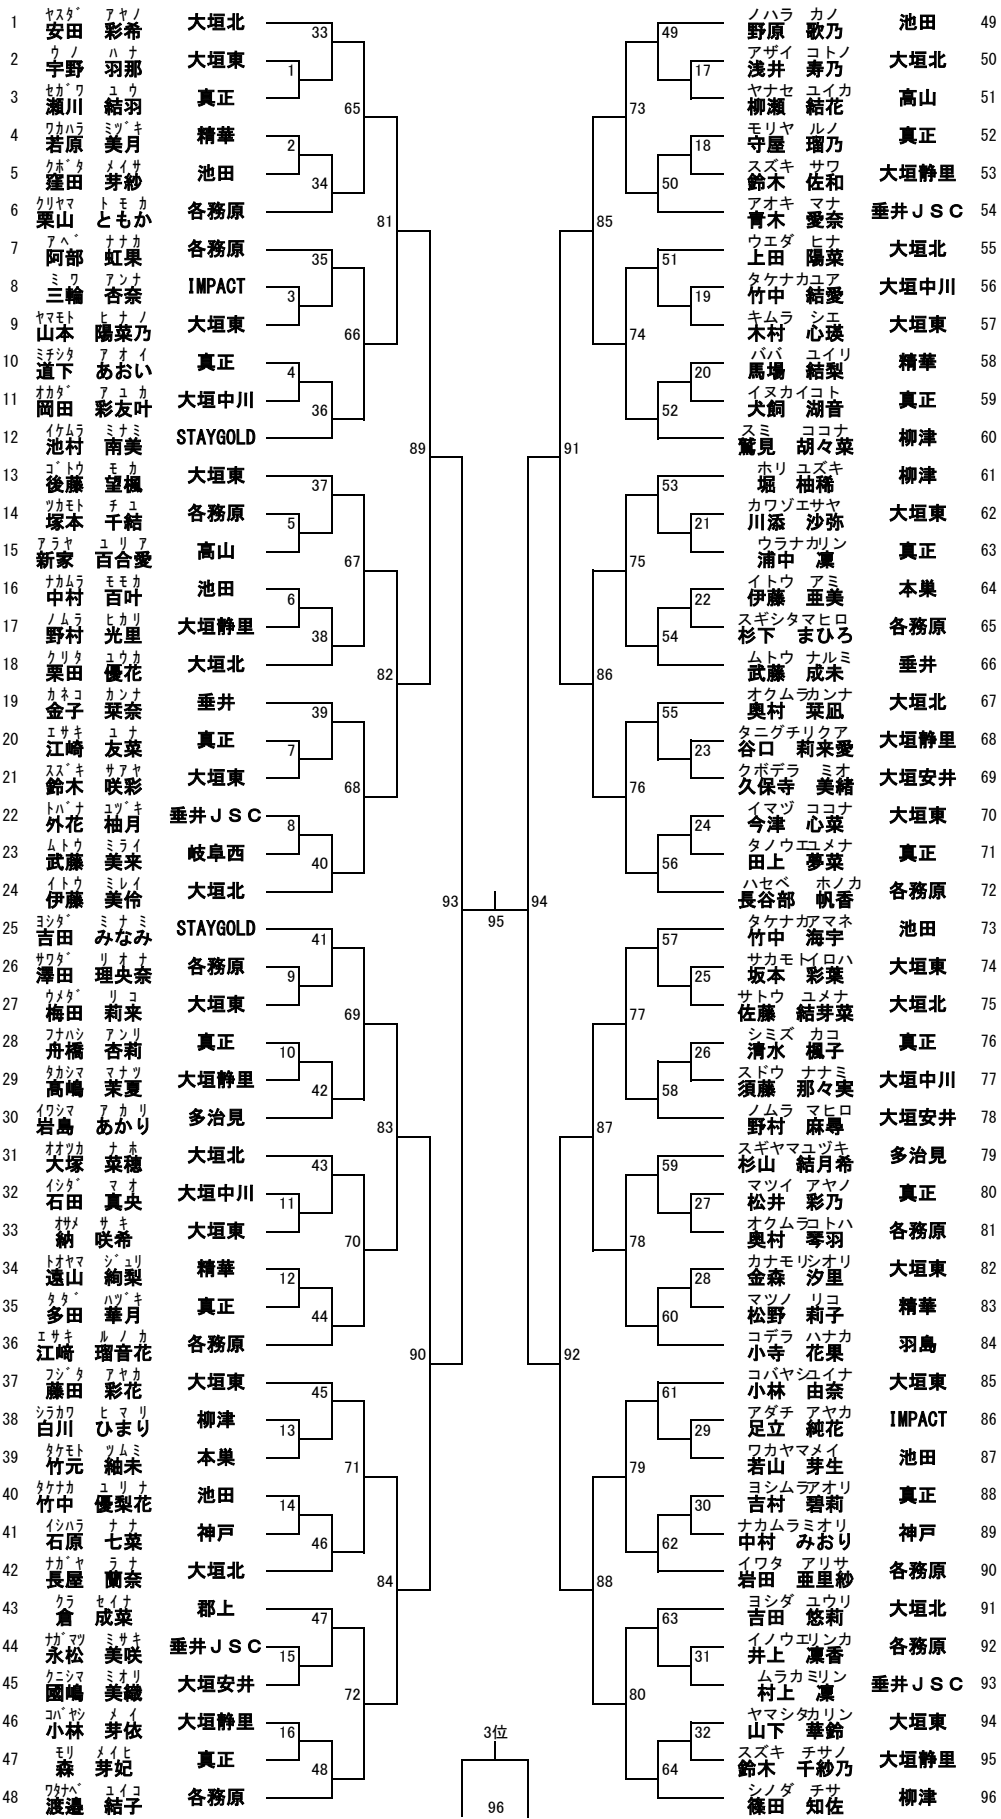 1 ヤスダ アヤノ 安田 彩希 大垣北
2 ウノ ハナ 宇野 羽那 大垣東
3 セガワ ユウ 瀬川 結羽 真正
4 ワカハラ ミヅキ 若原 美月 精華
5 クボタ メイサ 窪田 芽紗 池田
6 クリヤマ トモカ 栗山 ともか 各務原
7 アベ ナナカ 阿部 虹果 各務原
8 ミワ アンナ 三輪 杏奈 IMPACT
9 ヤマモト ヒナノ 山本 陽菜乃 大垣東
10 ミチシタ アオイ 道下 あおい 真正
11 オカダ アユカ 岡田 彩友叶 大垣中川
12 イケムラ ミナミ 池村 南美 STAYGOLD
13 ゴトウ モカ 後藤 望楓 大垣東
14 ツカモト チユ 塚本 千結 各務原
15 アラヤ ユリア 新家 百合愛 高山
16 ナカムラ モモカ 中村 百叶 池田
17 ノムラ ヒカリ 野村 光里 大垣静里
18 クリタ ユウカ 栗田 優花 大垣北
19 カネコ カンナ 金子 栞奈 垂井
20 エサキ ユナ 江崎 友菜 真正
21 スズキ サアヤ 鈴木 咲彩 大垣東
22 トバナ ユヅキ 外花 柚月 垂井ＪＳＣ
23 ムトウ ミライ 武藤 美来 岐阜西
24 イトウ ミレイ 伊藤 美伶 大垣北
25 ヨシダ ミナミ 吉田 みなみ STAYGOLD
26 サワダ リオナ 澤田 理央奈 各務原
27 ウメダ リコ 梅田 莉来 大垣東
28 フナハシ アンリ 舟橋 杏莉 真正
29 タカシマ マナツ 高嶋 茉夏 大垣静里
30 イワシマ アカリ 岩島 あかり 多治見
31 オオツカ ナホ 大塚 菜穂 大垣北
32 イシダ マオ 石田 真央 大垣中川
33 オサメ サキ 納 咲希 大垣東
34 トオヤマ ジュリ 遠山 絢梨 精華
35 タダ ハヅキ 多田 華月 真正
36 エサキ ルノカ 江崎 瑠音花 各務原
37 フジタ アヤカ 藤田 彩花 大垣東
38 シラカワ ヒマリ 白川 ひまり 柳津
39 タケモト ツムミ 竹元 紬未 本巣
40 タケナカ ユリナ 竹中 優梨花 池田
41 イシハラ ナナ 石原 七菜 神戸
42 ナガヤ ラナ 長屋 蘭奈 大垣北
43 クラ セイナ 倉 成菜 郡上
44 ナガマツ ミサキ 永松 美咲 垂井ＪＳＣ
45 クニシマ ミオリ 國嶋 美織 大垣安井
46 コバヤシ メイ 小林 芽依 大垣静里
47 モリ メイヒ 森 芽妃 真正
48 ワタナベ ユイコ 渡邉 結子 各務原
33
1
65
2
34
81
35
3
66
4
36
89
37
5
67
6
38
82
39
7
68
8
40
93
95
94
41
9
69
10
42
83
43
11
70
12
44
90
45
13
71
14
46
84
47
15
72
16
48
3位
96
49
17
73
18
50
85
51
19
74
20
52
91
53
21
75
22
54
86
55
23
76
24
56
57
25
77
26
58
87
59
27
78
28
60
92
61
29
79
30
62
88
63
31
80
32
64
ノハラ カノ 野原 歌乃 池田 49
アザイ コトノ 浅井 寿乃 大垣北 50
ヤナセ ユイカ 柳瀬 結花 高山 51
モリヤ ルノ 守屋 瑠乃 真正 52
スズキ サワ 鈴木 佐和 大垣静里 53
アオキ マナ 青木 愛奈 垂井ＪＳＣ 54
ウエダ ヒナ 上田 陽菜 大垣北 55
タケナカユア 竹中 結愛 大垣中川 56
キムラ シエ 木村 心瑛 大垣東 57
ババ ユイリ 馬場 結梨 精華 58
イヌカイコト 犬飼 湖音 真正 59
スミ ココナ 鷲見 胡々菜 柳津 60
ホリ ユズキ 堀 柚稀 柳津 61
カワゾエサヤ 川添 沙弥 大垣東 62
ウラナカリン 浦中 凜 真正 63
イトウ アミ 伊藤 亜美 本巣 64
スギシタマヒロ 杉下 まひろ 各務原 65
ムトウ ナルミ 武藤 成未 垂井 66
オクムラカンナ 奥村 栞凪 大垣北 67
タニグチリクア 谷口 莉来愛 大垣静里 68
クボデラ ミオ 久保寺 美緒 大垣安井 69
イマヅ ココナ 今津 心菜 大垣東 70
タノウエユメナ 田上 夢菜 真正 71
ハセベ ホノカ 長谷部 帆香 各務原 72
タケナカアマネ 竹中 海宇 池田 73
サカモトイロハ 坂本 彩葉 大垣東 74
サトウ ユメナ 佐藤 結芽菜 大垣北 75
シミズ カコ 清水 楓子 真正 76
スドウ ナナミ 須藤 那々実 大垣中川 77
ノムラ マヒロ 野村 麻尋 大垣安井 78
スギヤマユヅキ 杉山 結月希 多治見 79
マツイ アヤノ 松井 彩乃 真正 80
オクムラコトハ 奥村 琴羽 各務原 81
カナモリシオリ 金森 汐里 大垣東 82
マツノ リコ 松野 莉子 精華 83
コデラ ハナカ 小寺 花果 羽島 84
コバヤシユイナ 小林 由奈 大垣東 85
アダチ アヤカ 足立 純花 IMPACT 86
ワカヤマメイ 若山 芽生 池田 87
ヨシムラアオリ 吉村 碧莉 真正 88
ナカムラミオリ 中村 みおり 神戸 89
イワタ アリサ 岩田 亜里紗 各務原 90
ヨシダ ユウリ 吉田 悠莉 大垣北 91
イノウエリンカ 井上 凜香 各務原 92
ムラカミリン 村上 凜 垂井ＪＳＣ 93
ヤマシタカリン 山下 華鈴 大垣東 94
スズキ チサノ 鈴木 千紗乃 大垣静里 95
シノダ チサ 篠田 知佐 柳津 96